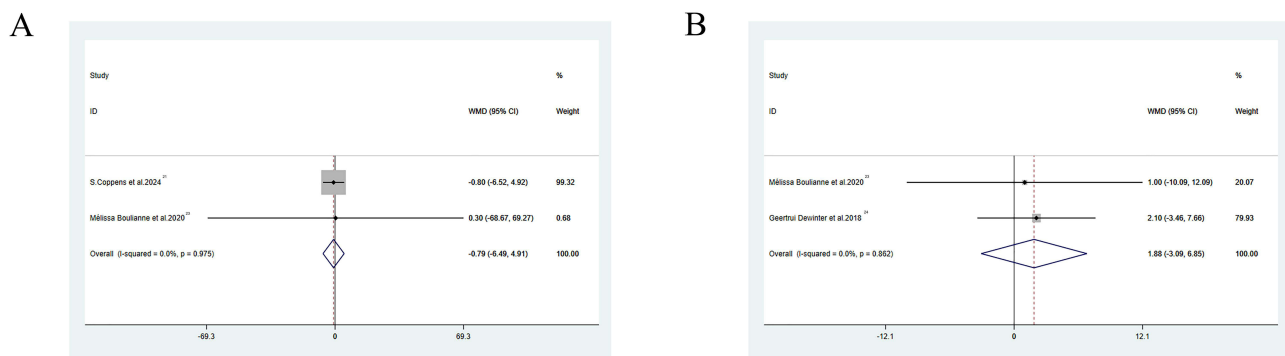 A
Study %
ID WMD (95% CI) Weight
S.Coppens et al.2024 21 -0.80 (-6.52, 4.92) 99.32
Mélissa Boulianne et al.2020 23 0.30 (-68.67, 69.27) 0.68
Overall (I-squared = 0.0%, p = 0.975) -0.79 (-6.49, 4.91) 100.00
-69.3 0 69.3
B
Study %
ID WMD (95% CI) Weight
Mélissa Boulianne et al.2020 23 1.00 (-10.09, 12.09) 20.07
Geertrui Dewinter et al.2018 24 2.10 (-3.46, 7.66) 79.93
Overall (I-squared = 0.0%, p = 0.862) 1.88 (-3.09, 6.85) 100.00
-12.1 0 12.1